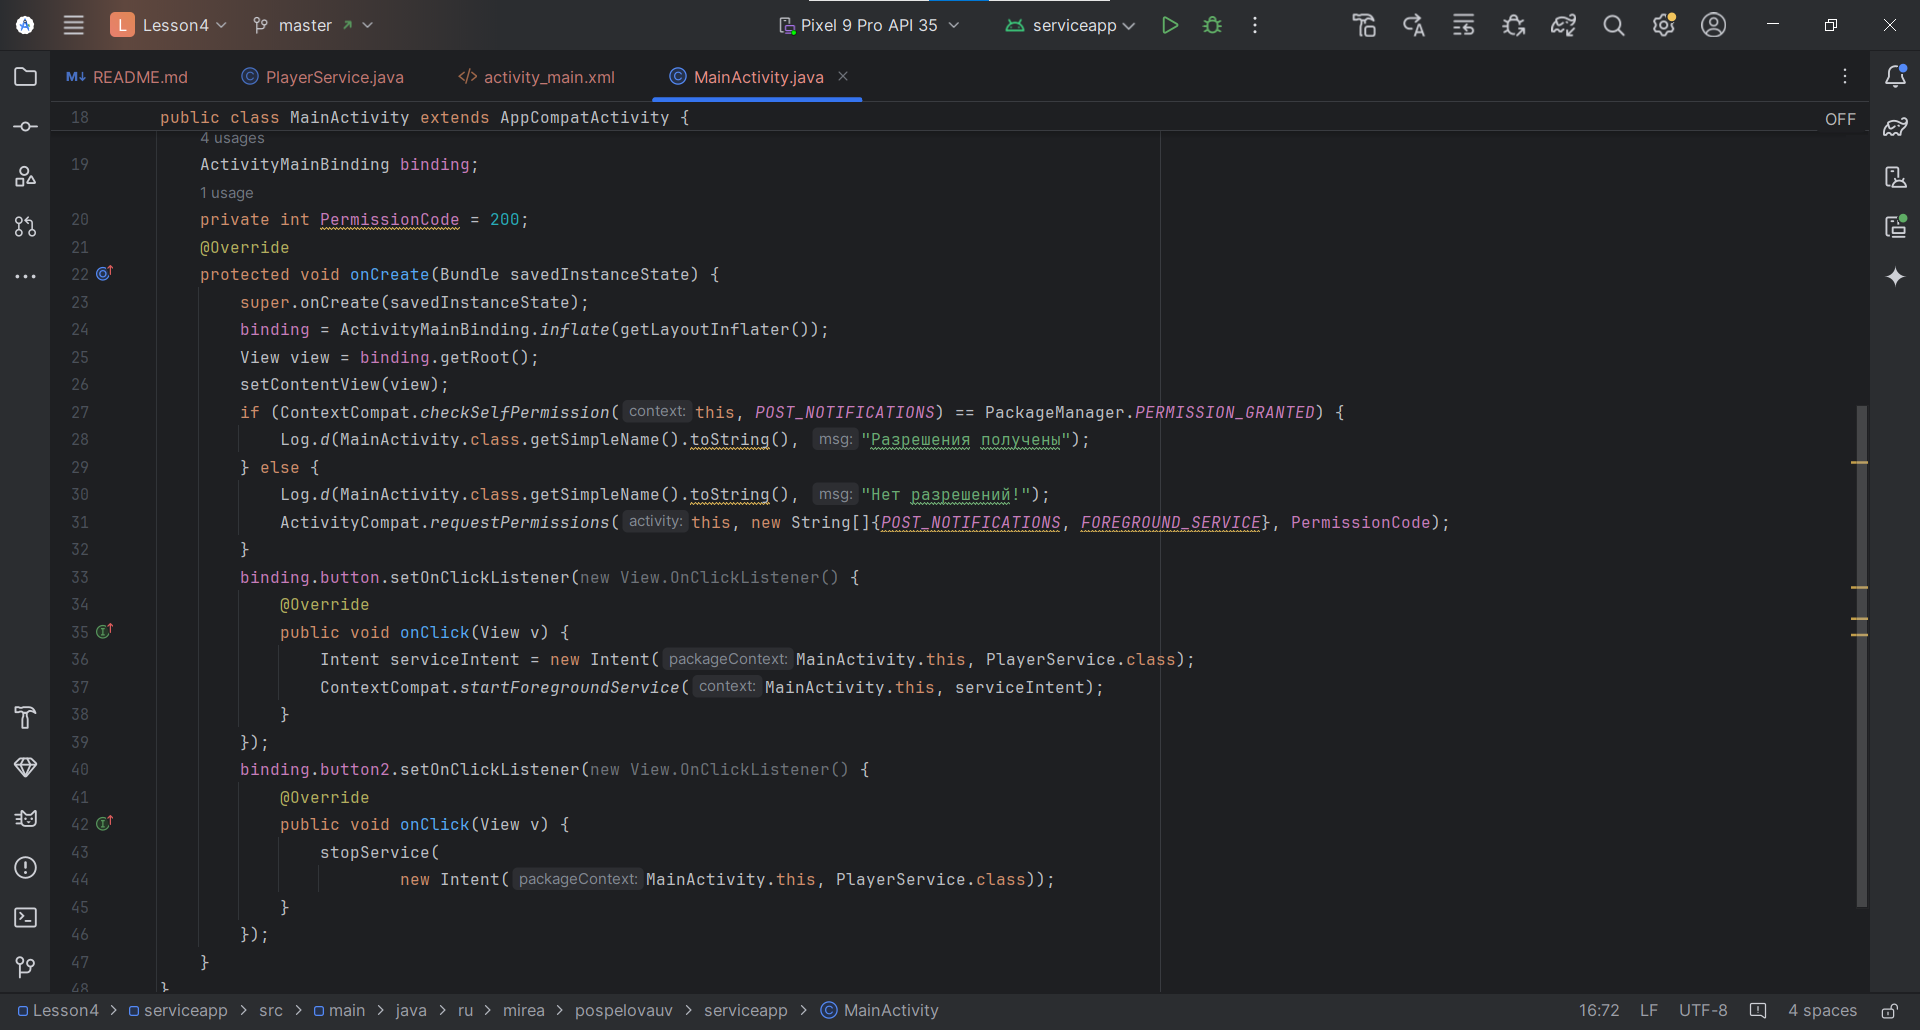 L Lesson4 master Pixel 9 Pro API 35 serviceapp
M↓ README.md PlayerService.java activity_main.xml MainActivity.java
18 public class MainActivity extends AppCompatActivity { OFF
4 usages
19 ActivityMainBinding binding;
1 usage
20 private int PermissionCode = 200;
21 @Override
22 protected void onCreate(Bundle savedInstanceState) {
23 super.onCreate(savedInstanceState);
24 binding = ActivityMainBinding.inflate(getLayoutInflater());
25 View view = binding.getRoot();
26 setContentView(view);
27 if (ContextCompat.checkSelfPermission( context: this, POST_NOTIFICATIONS) == PackageManager.PERMISSION_GRANTED) {
28 Log.d(MainActivity.class.getSimpleName().toString(), msg: "Разрешения получены");
29 } else {
30 Log.d(MainActivity.class.getSimpleName().toString(), msg: "Нет разрешений!");
31 ActivityCompat.requestPermissions( activity: this, new String[]{POST_NOTIFICATIONS, FOREGROUND_SERVICE}, PermissionCode);
32 }
33 binding.button.setOnClickListener(new View.OnClickListener() {
34 @Override
35 public void onClick(View v) {
36 Intent serviceIntent = new Intent( packageContext: MainActivity.this, PlayerService.class);
37 ContextCompat.startForegroundService( context: MainActivity.this, serviceIntent);
38 }
39 });
40 binding.button2.setOnClickListener(new View.OnClickListener() {
41 @Override
42 public void onClick(View v) {
43 stopService(
44 new Intent( packageContext: MainActivity.this, PlayerService.class));
45 }
46 });
47 }
48 }
Lesson4 > serviceapp > src > main > java > ru > mirea > pospelovauv > serviceapp > MainActivity 16:72 LF UTF-8 4 spaces